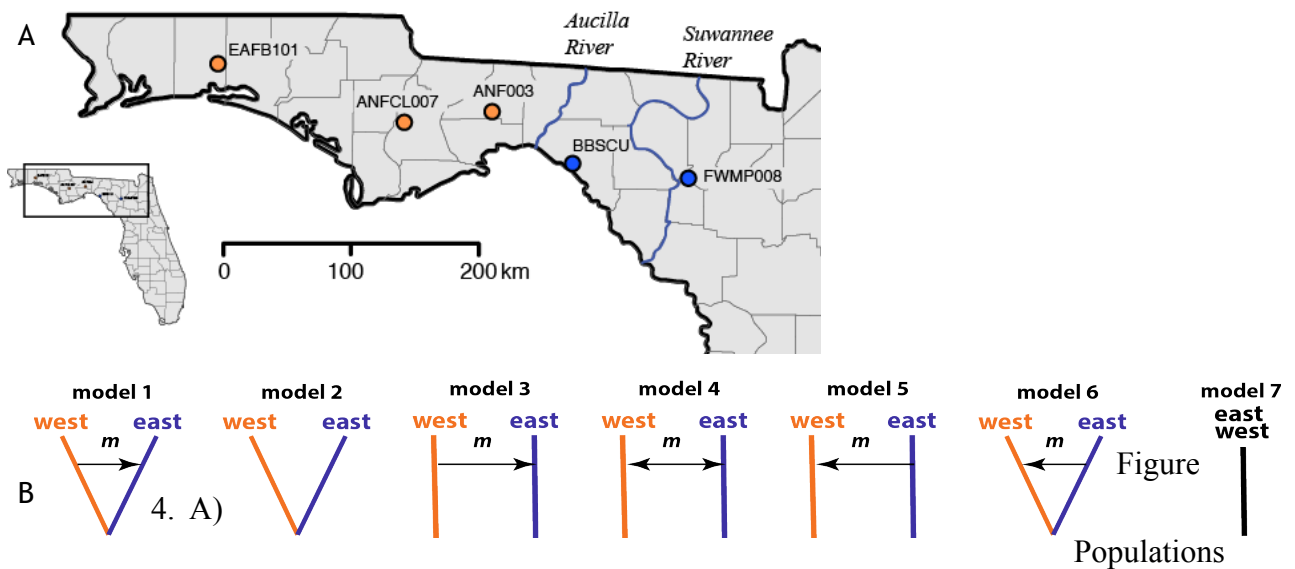 A
Aucilla
River
Suwannee
River
EAFB101
ANFCL007
ANF003
BBSCU
FWMP008
0 100 200 km
model 1 model 2 model 3 model 4 model 5 model 6 model 7
west east west east west east west east west east west east east
west
m m m m m
B
4. A)
Figure
Populations